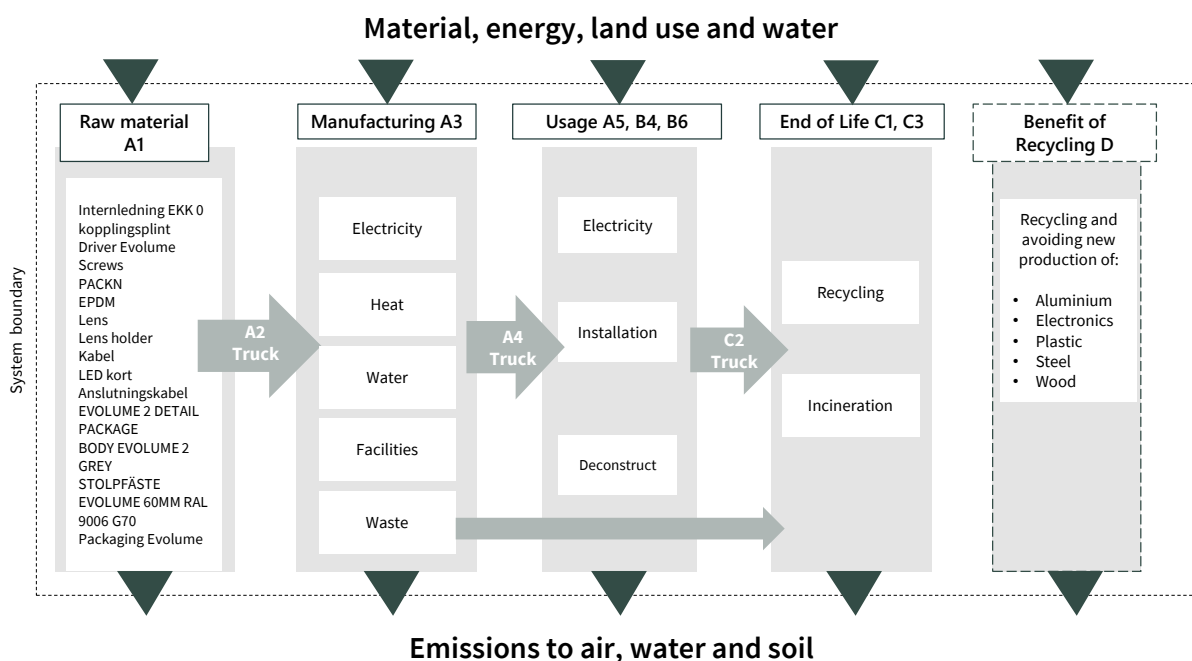 Material, energy, land use and water
System boundary
Raw material
A1
Internledning EKK 0
kopplingsplint
Driver Evolume
Screws
PACKN
EPDM
Lens
Lens holder
Kabel
LED kort
Anslutningskabel
EVOLUME 2 DETAIL
PACKAGE
BODY EVOLUME 2
GREY
STOLPFÄSTE
EVOLUME 60MM RAL
9006 G70
Packaging Evolume
A2
Truck
Manufacturing A3
Electricity
Heat
Water
Facilities
Waste
A4
Truck
Usage A5, B4, B6
Electricity
Installation
Deconstruct
C2
Truck
End of Life C1, C3
Recycling
Incineration
Benefit of
Recycling D
Recycling and
avoiding new
production of:
• Aluminium
• Electronics
• Plastic
• Steel
• Wood
Emissions to air, water and soil